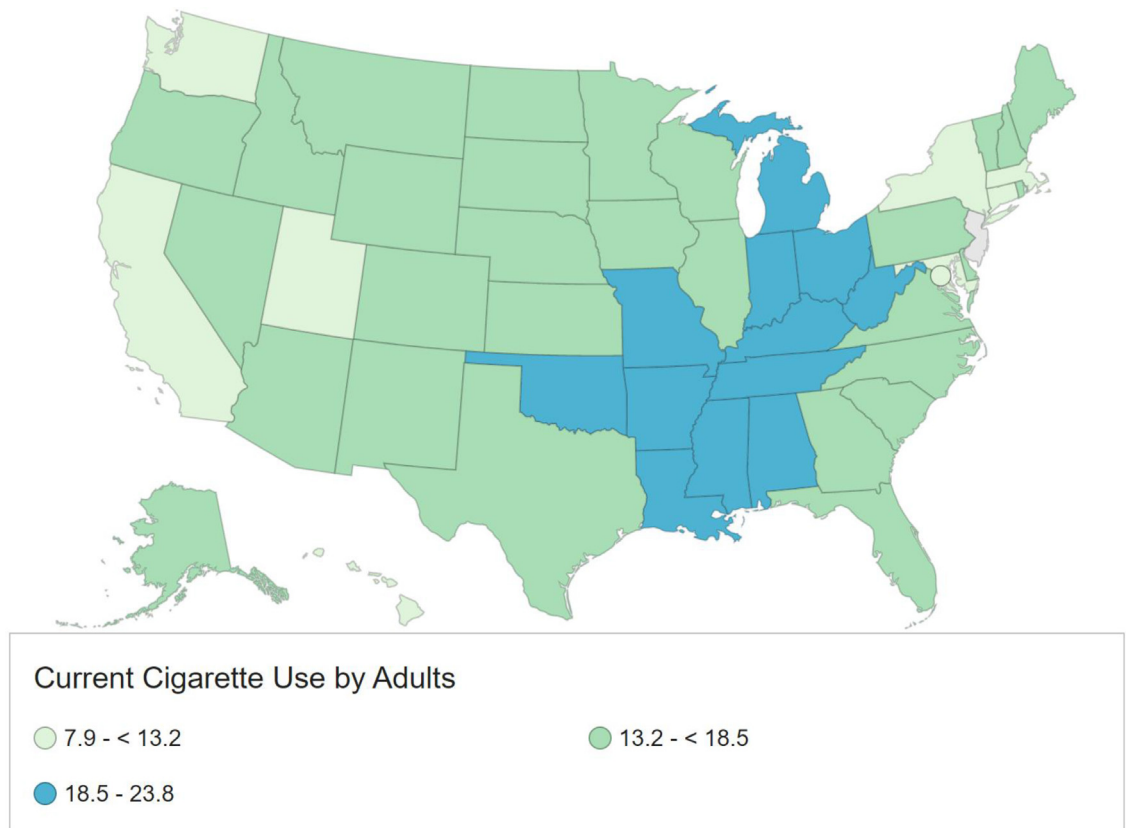 Current Cigarette Use by Adults
7.9 - < 13.2
13.2 - < 18.5
18.5 - 23.8